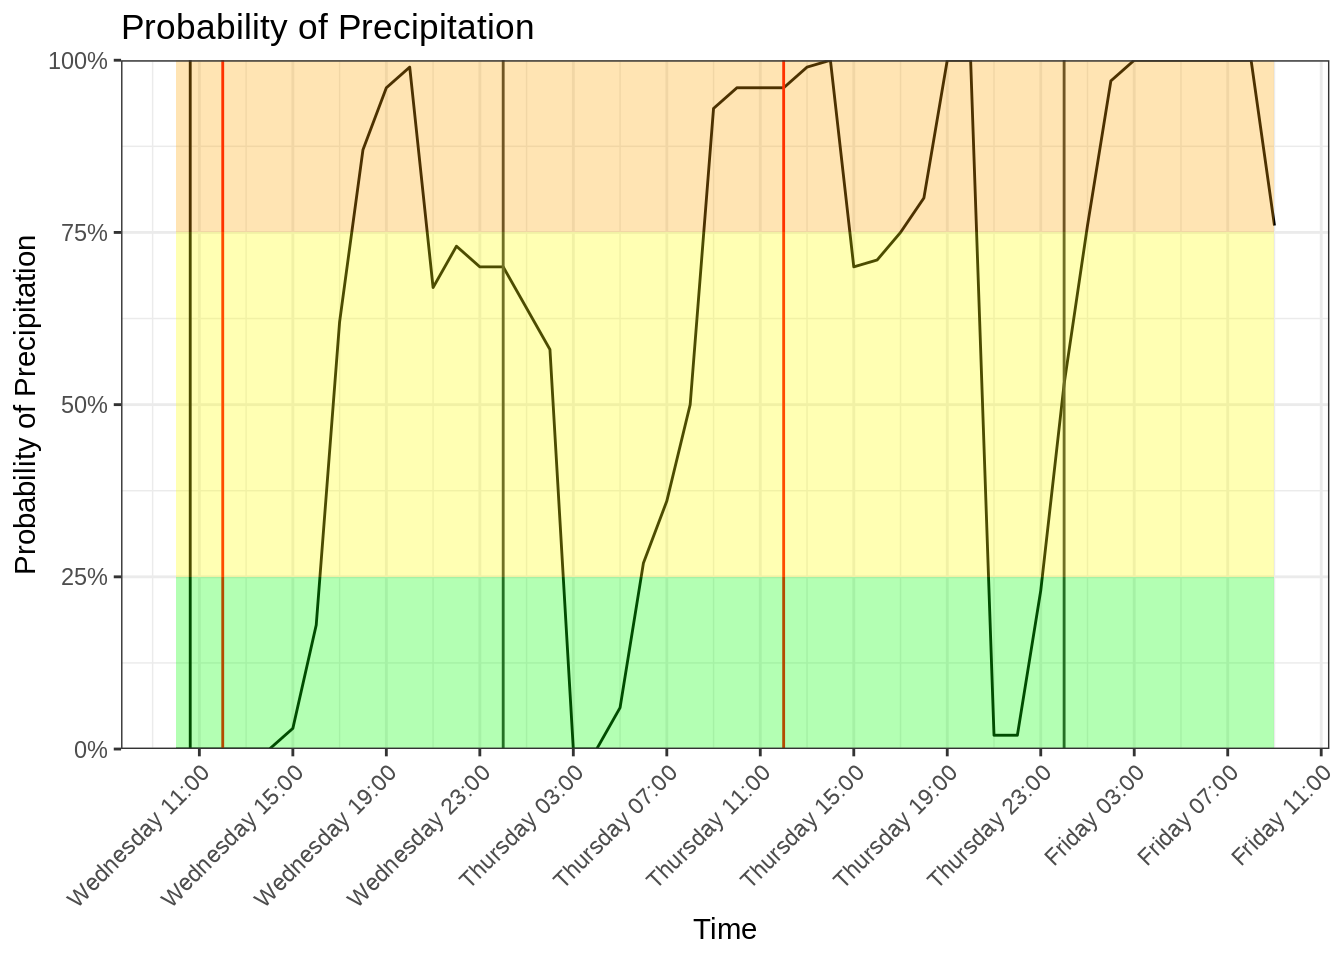 Probability of Precipitation
Probability of Precipitation
100%
75%
50%
25%
0%
Wednesday 11:00
Wednesday 15:00
Wednesday 19:00
Wednesday 23:00
Thursday 03:00
Thursday 07:00
Thursday 11:00
Thursday 15:00
Thursday 19:00
Thursday 23:00
Friday 03:00
Friday 07:00
Friday 11:00
Time